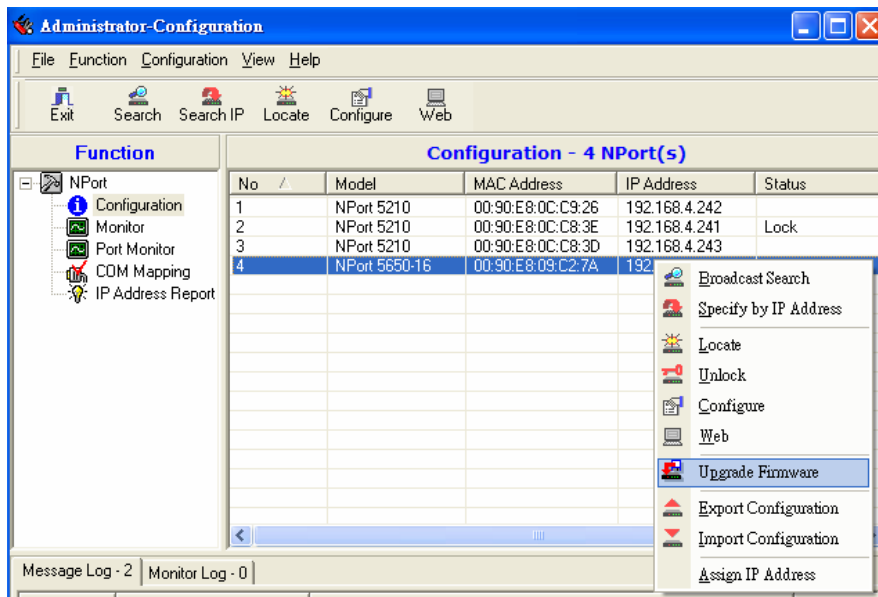 Administrator-Configuration
File Function Configuration View Help
Exit Search Search IP Locate Configure Web
Function
Configuration - 4 NPort(s)
NPort
Configuration
Monitor
Port Monitor
COM Mapping
IP Address Report
No Model MAC Address IP Address Status
1 NPort 5210 00:90:E8:0C:C9:26 192.168.4.242
2 NPort 5210 00:90:E8:0C:C8:3E 192.168.4.241 Lock
3 NPort 5210 00:90:E8:0C:C8:3D 192.168.4.243
4 NPort 5650-16 00:90:E8:09:C2:7A 192.
Broadcast Search
Specify by IP Address
Locate
Unlock
Configure
Web
Upgrade Firmware
Export Configuration
Import Configuration
Assign IP Address
Message Log - 2 Monitor Log - 0